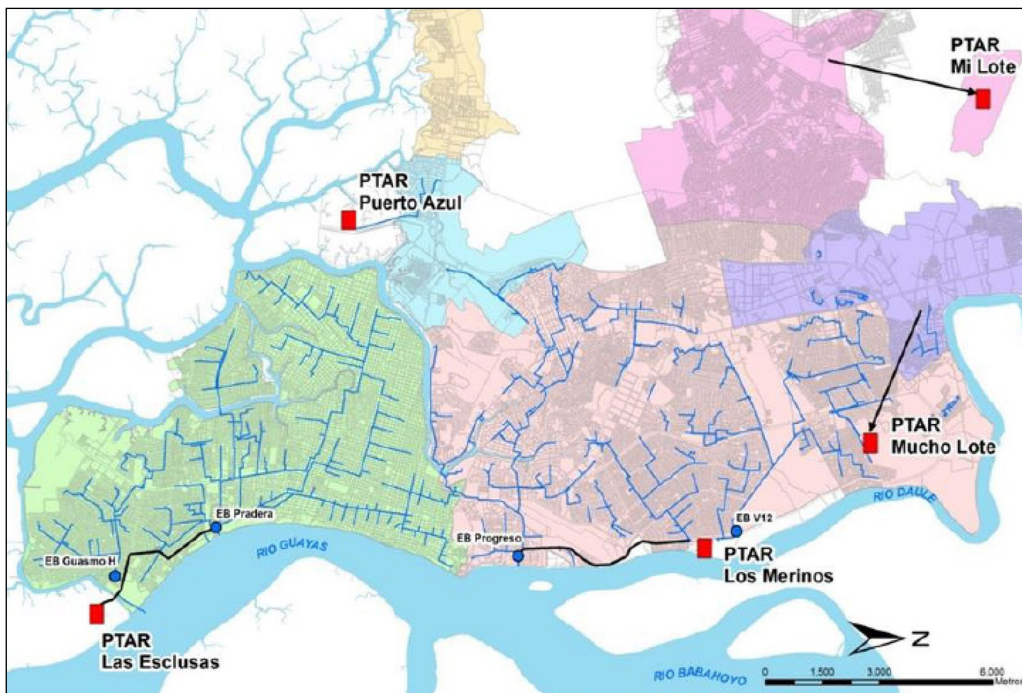 PTAR
Mi Lote
PTAR
Puerto Azul
PTAR
Mucho Lote
RIO DAULE
EB Pradera
EB V12
EB Progreso
RIO GUAYAS
EB Guasmo H
PTAR
Los Merinos
PTAR
Las Esclusas
N
RIO BABAHOYO
0 1.500 3.000 6.000
Metros